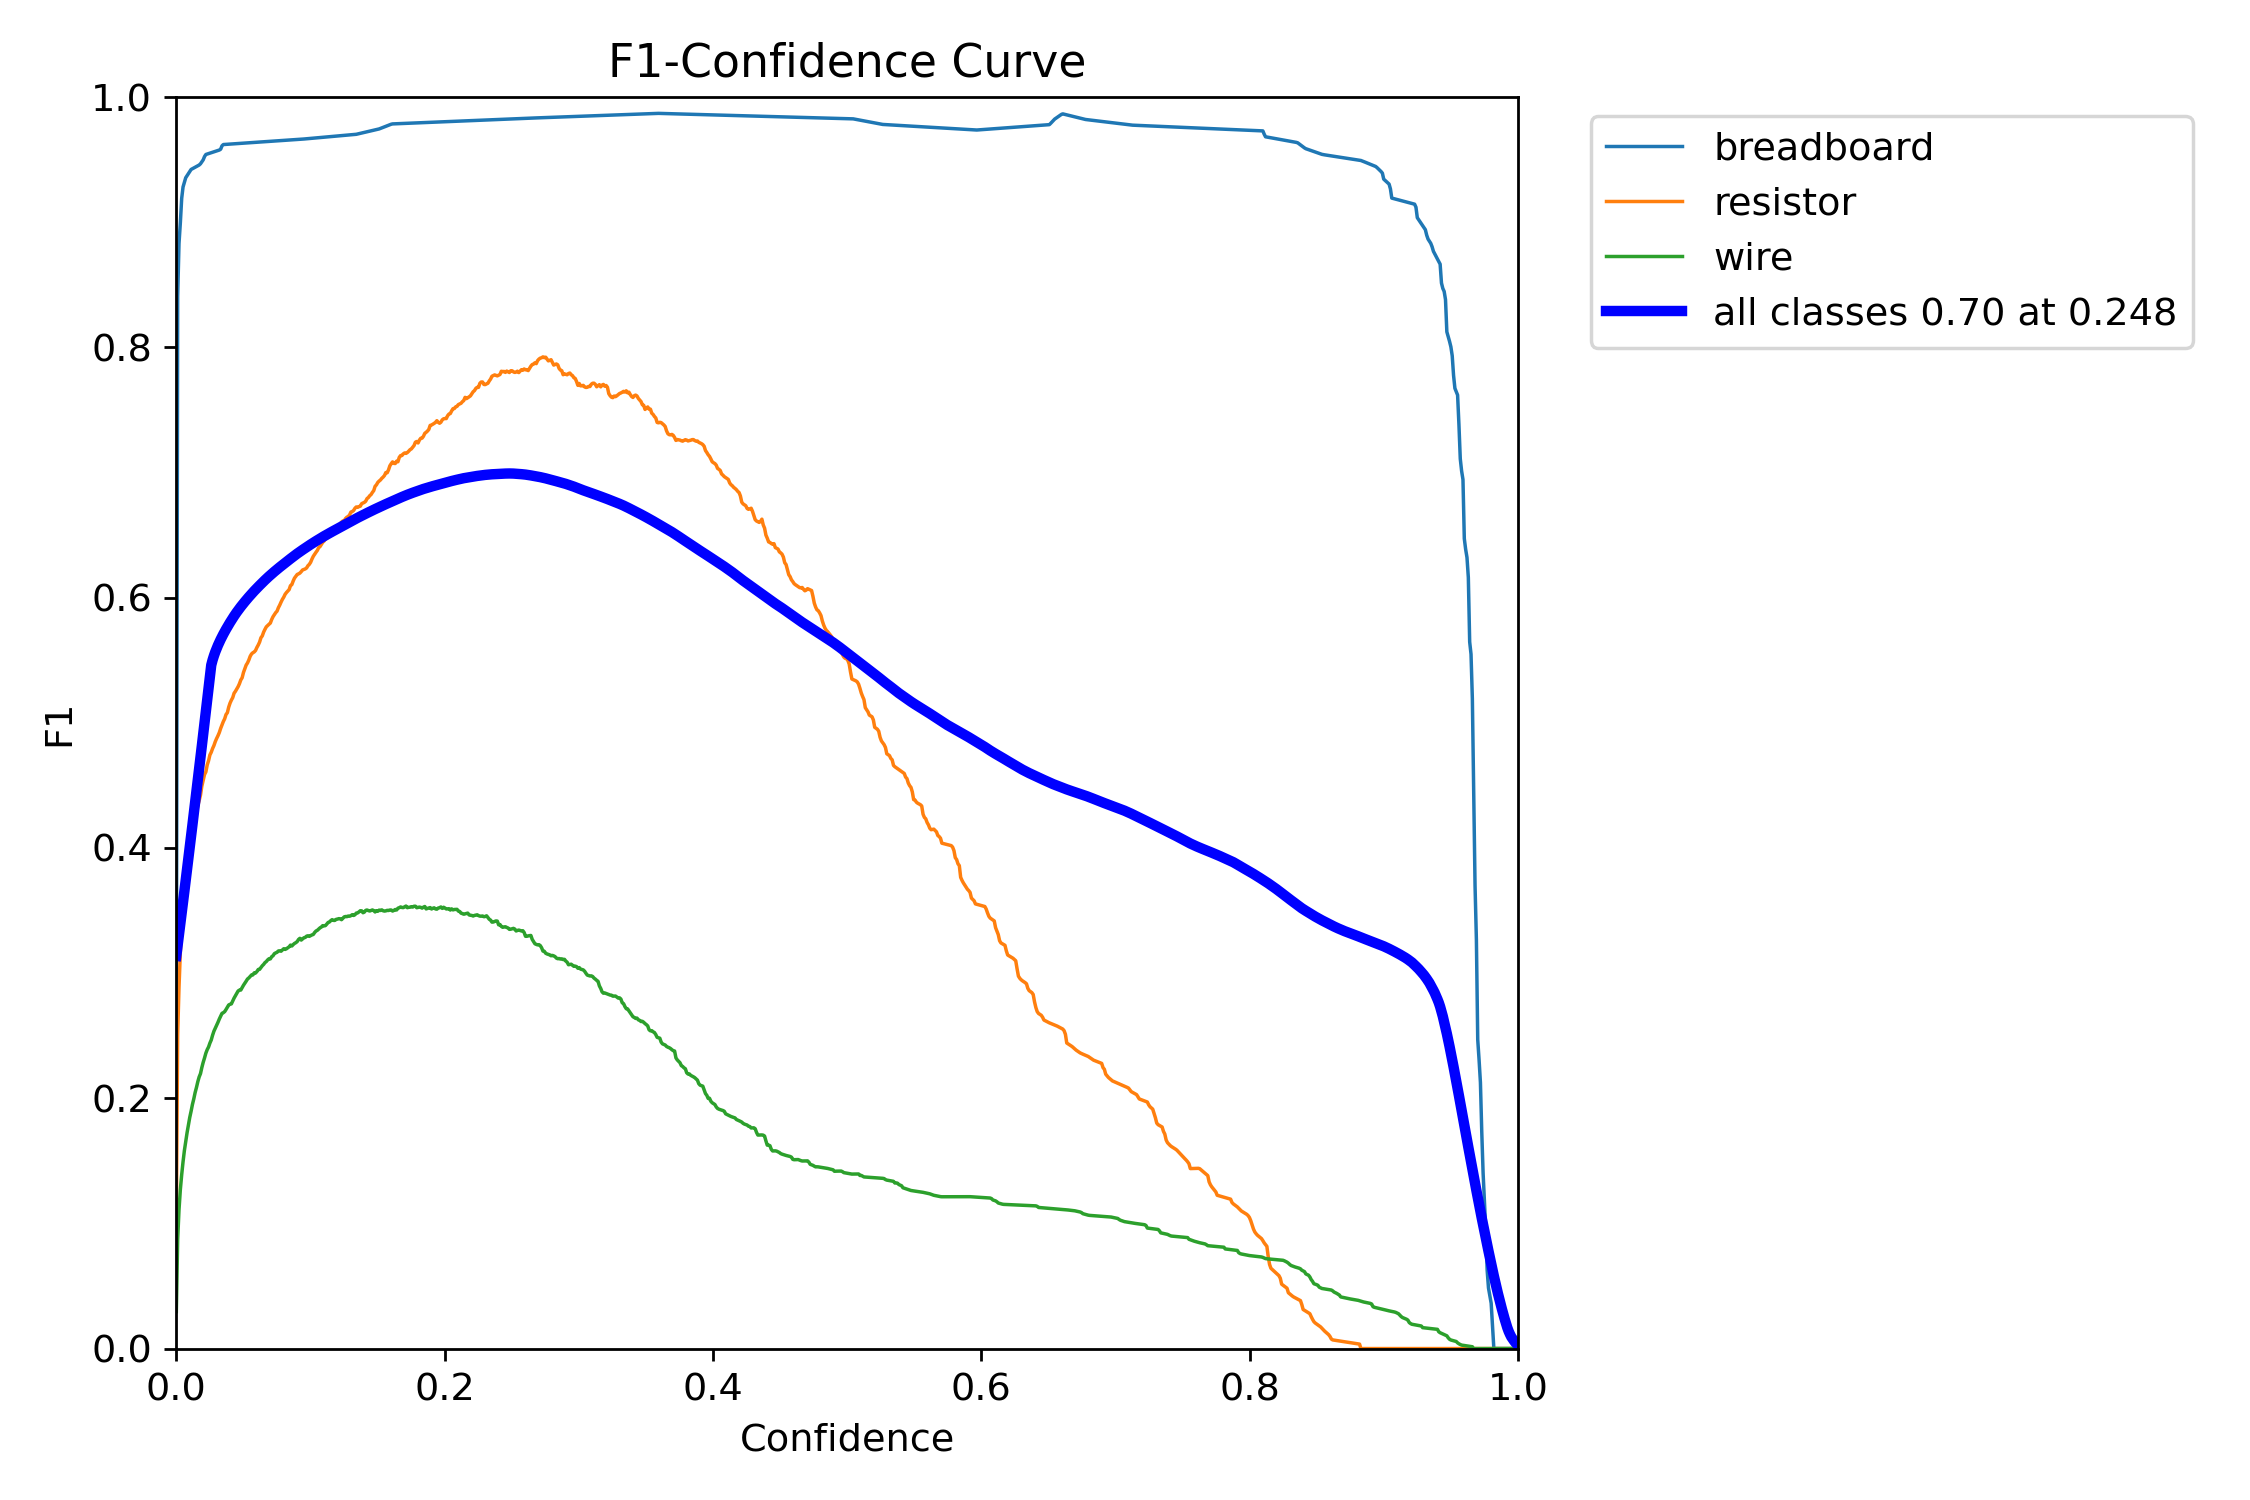 F1-Confidence Curve
1.0
0.8
0.6
0.4
0.2
0.0
F1
0.0 0.2 0.4 0.6 0.8 1.0
Confidence
breadboard
resistor
wire
all classes 0.70 at 0.248